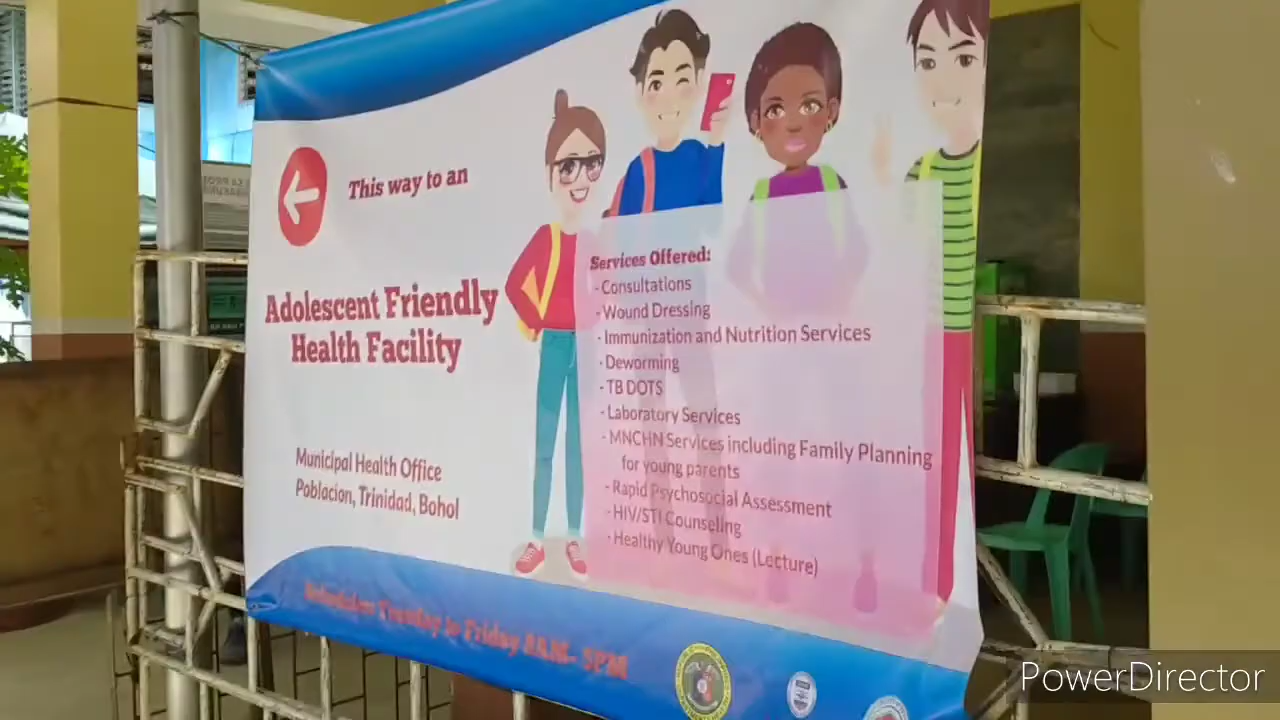 This way to an
Adolescent Friendly
Health Facility
Municipal Health Office
Poblacion, Trinidad, Bohol
Services Offered:
- Consultations
- Wound Dressing
- Immunization and Nutrition Services
- Deworming
- TB DOTS
- Laboratory Services
- MNCHN Services including Family Planning
for young parents
- Rapid Psychosocial Assessment
- HIV/STI Counseling
- Healthy Young Ones (Lecture)
Tuesday to Friday 8AM- 5PM
PowerDirector